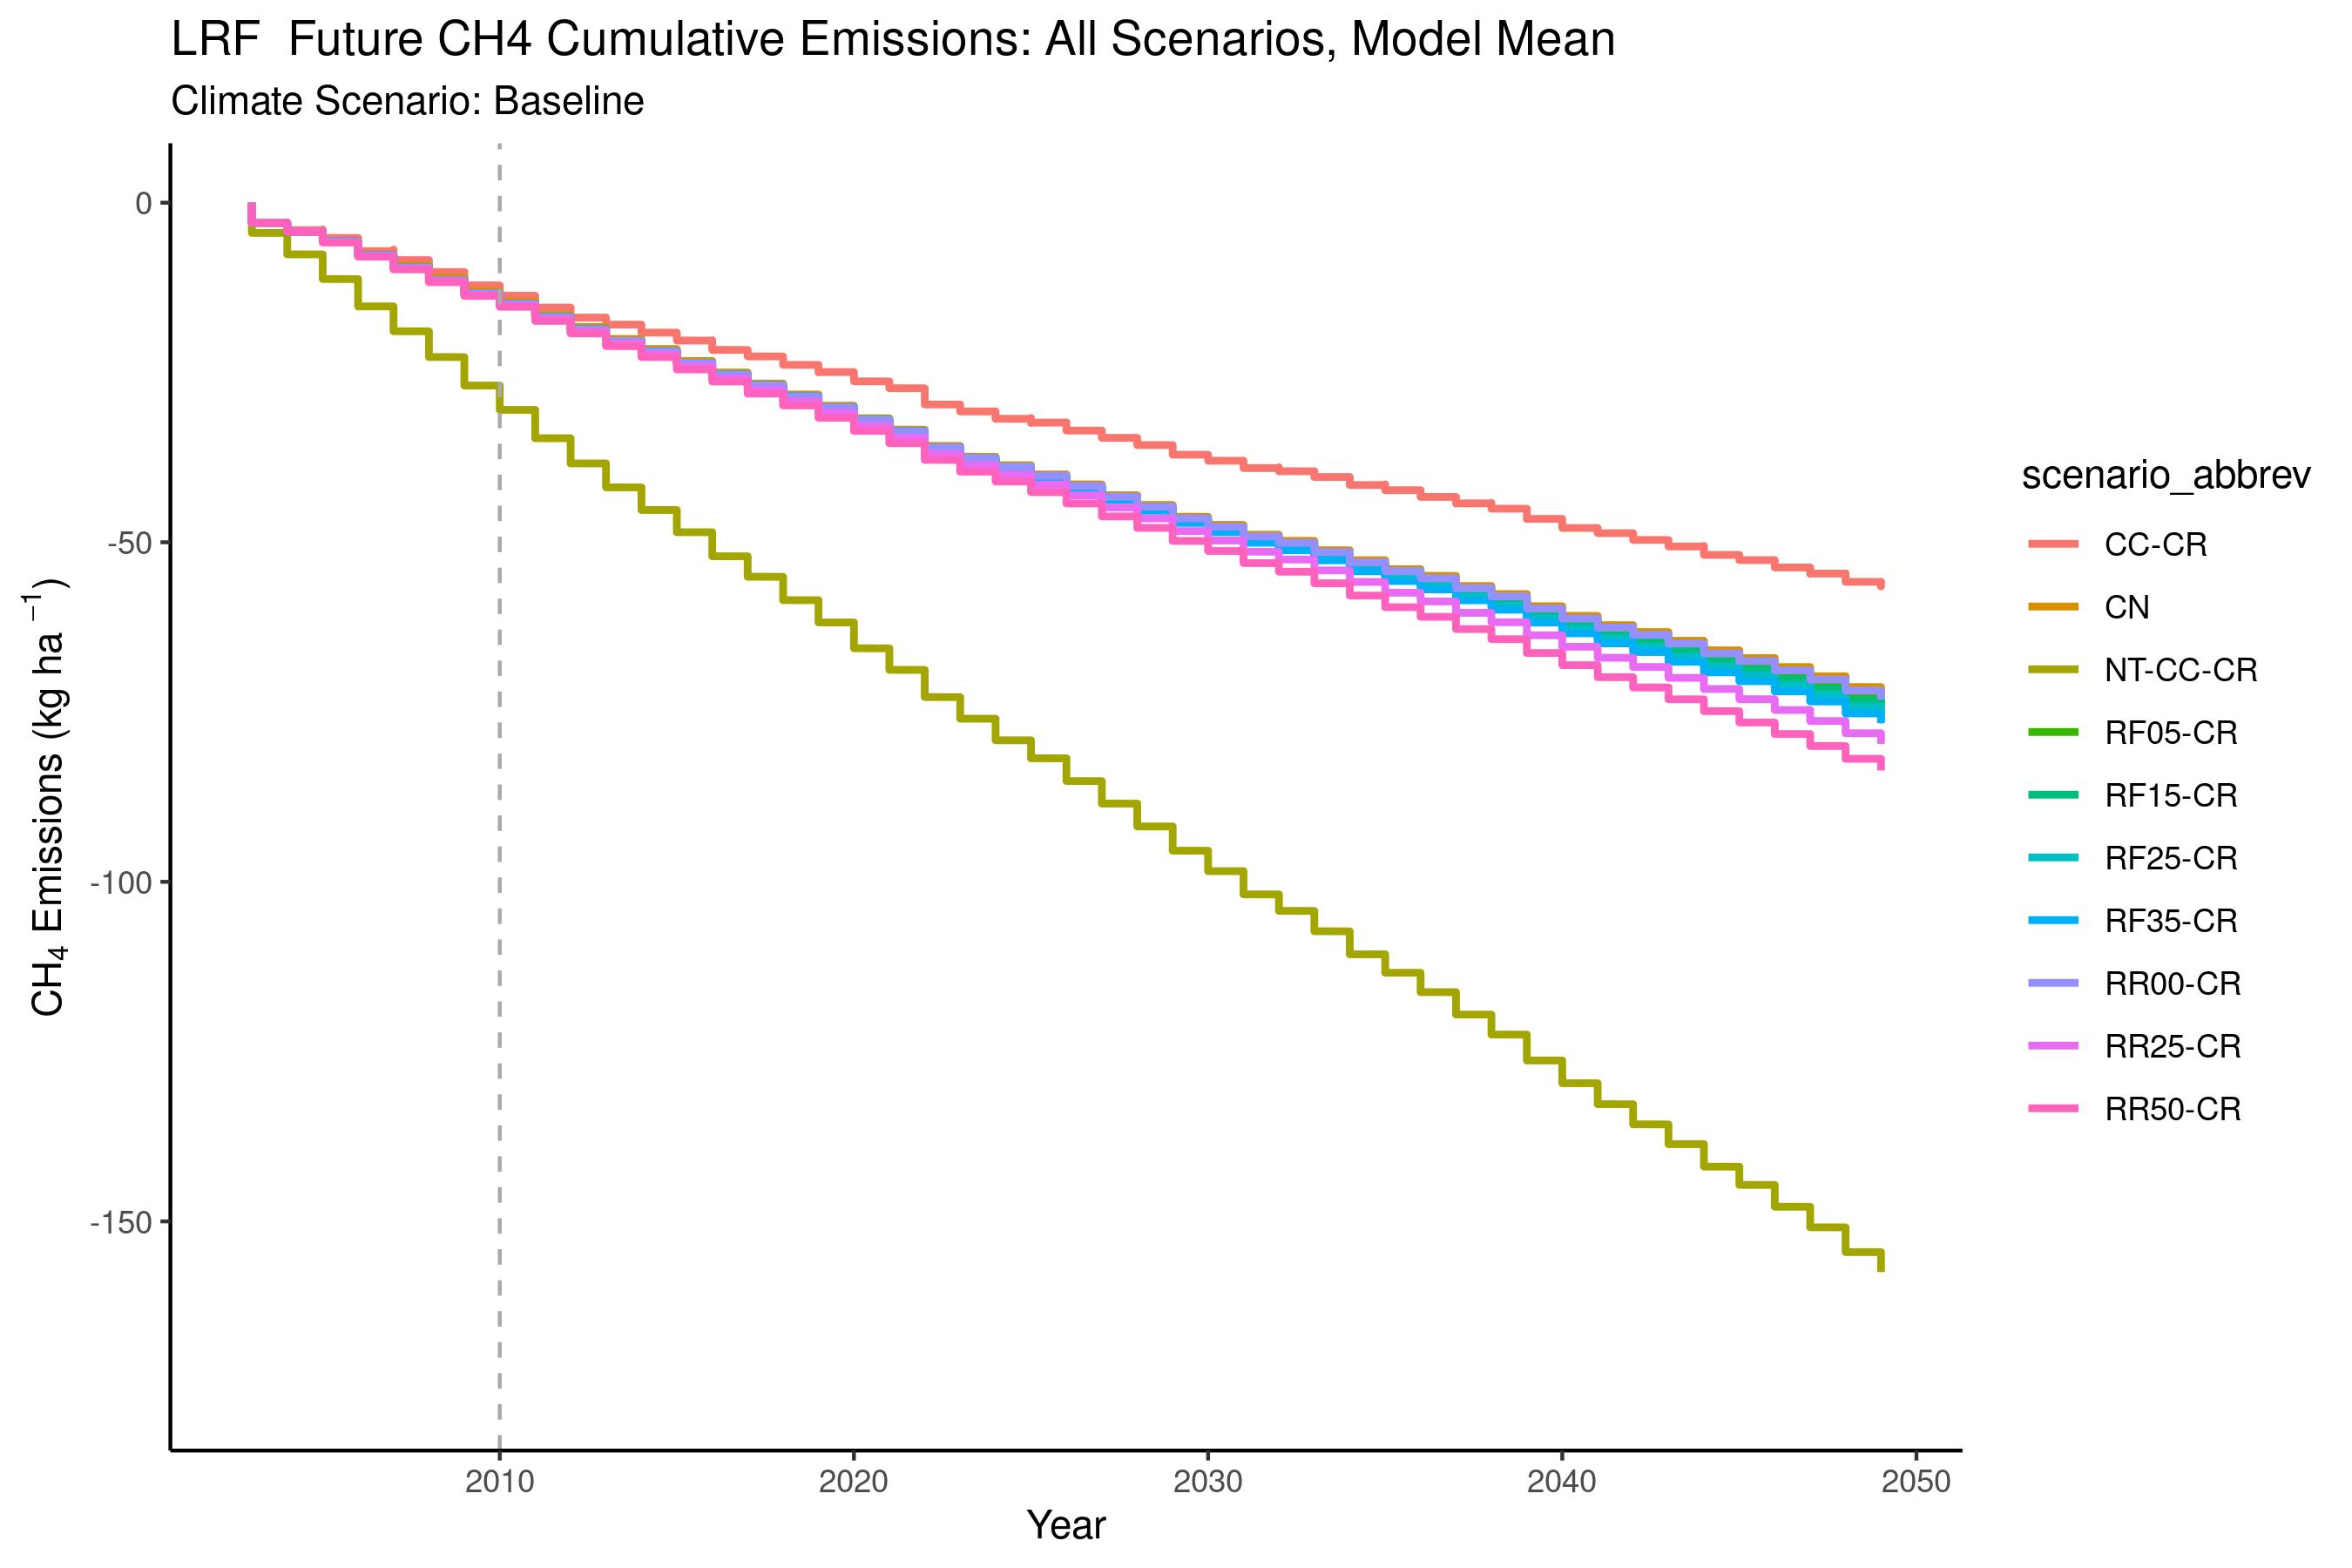 LRF  Future CH4 Cumulative Emissions: All Scenarios, Model Mean
Climate Scenario: Baseline
CH₄ Emissions (kg ha ⁻¹)
0
-50
-100
-150
2010
2020
2030
2040
2050
Year
scenario_abbrev
CC-CR
CN
NT-CC-CR
RF05-CR
RF15-CR
RF25-CR
RF35-CR
RR00-CR
RR25-CR
RR50-CR